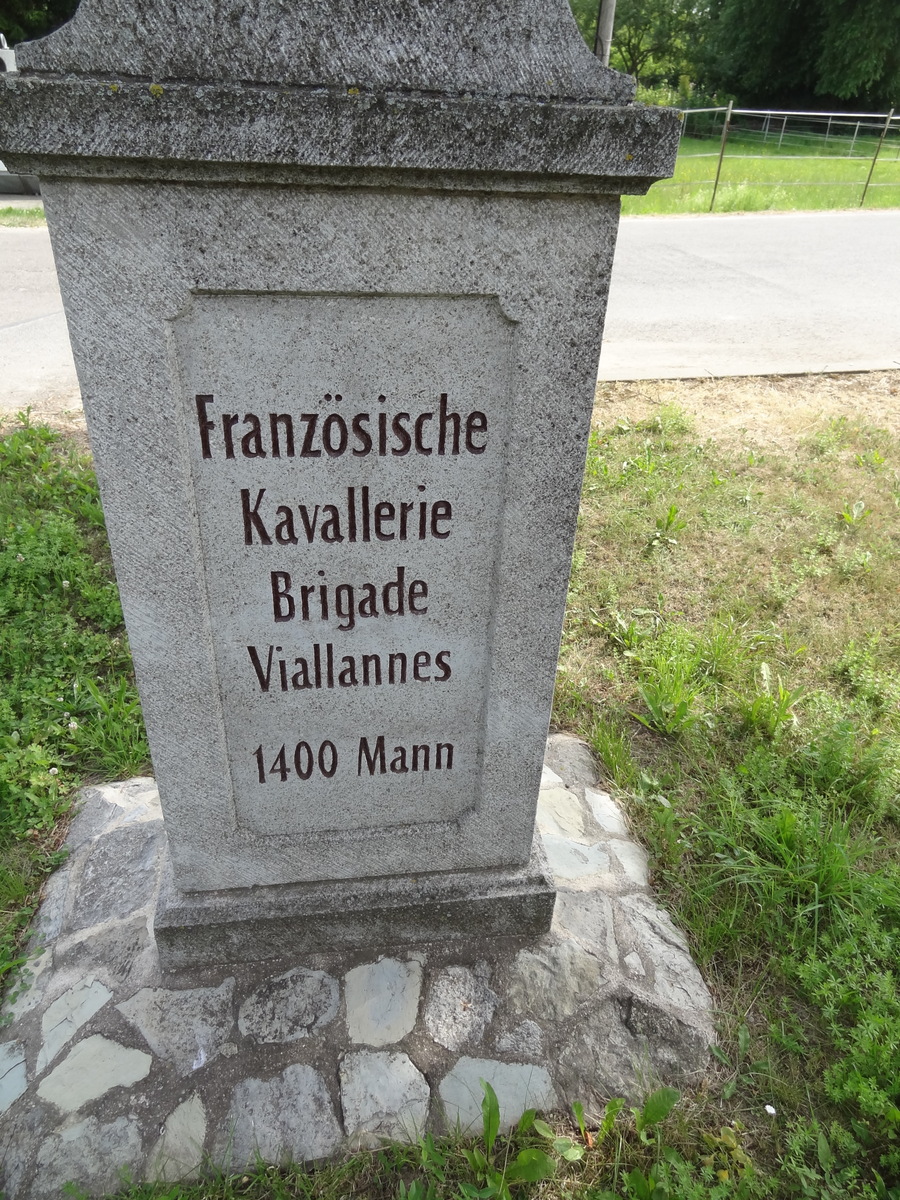 Französische
Kavallerie
Brigade
Viallannes
1400 Mann